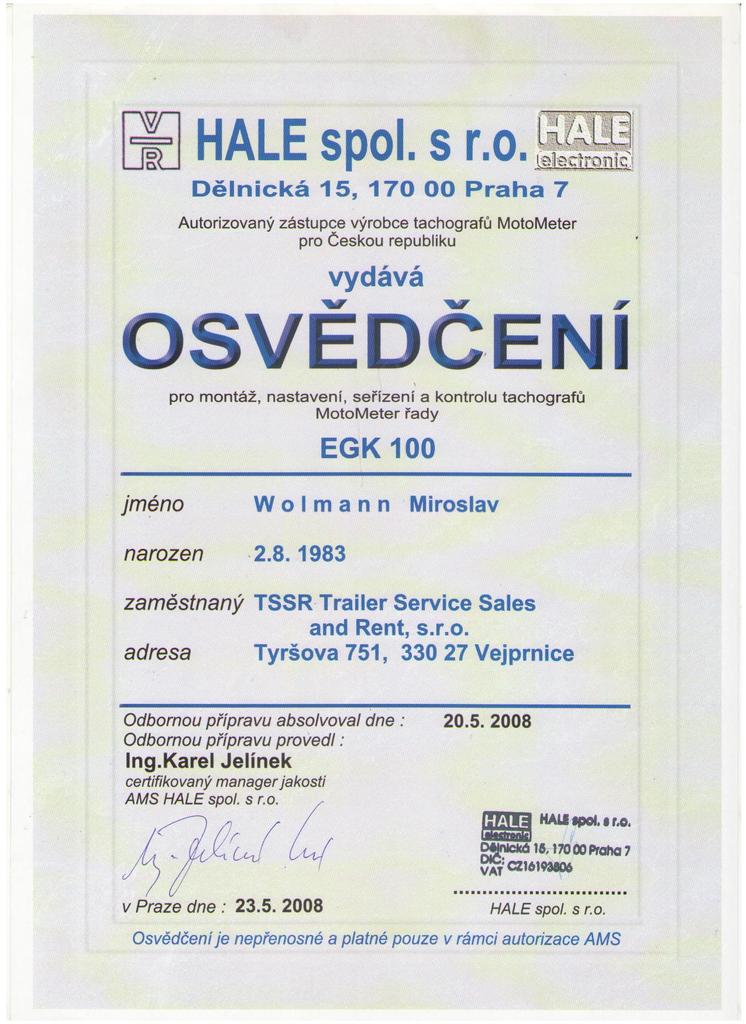 V
R
HALE spol. s r.o.
HALE
electronic
Dělnická 15, 170 00 Praha 7
Autorizovaný zástupce výrobce tachografů MotoMeter
pro Českou republiku
vydává
OSVĚDČENÍ
pro montáž, nastavení, seřízení a kontrolu tachografů
MotoMeter řady
EGK 100
jméno Wolmann Miroslav
narozen 2.8. 1983
zaměstnaný TSSR Trailer Service Sales
and Rent, s.r.o.
adresa Tyršova 751, 330 27 Vejprnice
Odbornou přípravu absolvoval dne : 20.5. 2008
Odbornou přípravu provedl :
Ing.Karel Jelínek
certifikovaný manager jakosti
AMS HALE spol. s r.o.
HALE HALE spol. s r.o.
electronic
Dělnická 15, 170 00 Praha 7
DIČ:
VAT CZ16193806
v Praze dne : 23.5. 2008
HALE spol. s r.o.
Osvědčení je nepřenosné a platné pouze v rámci autorizace AMS